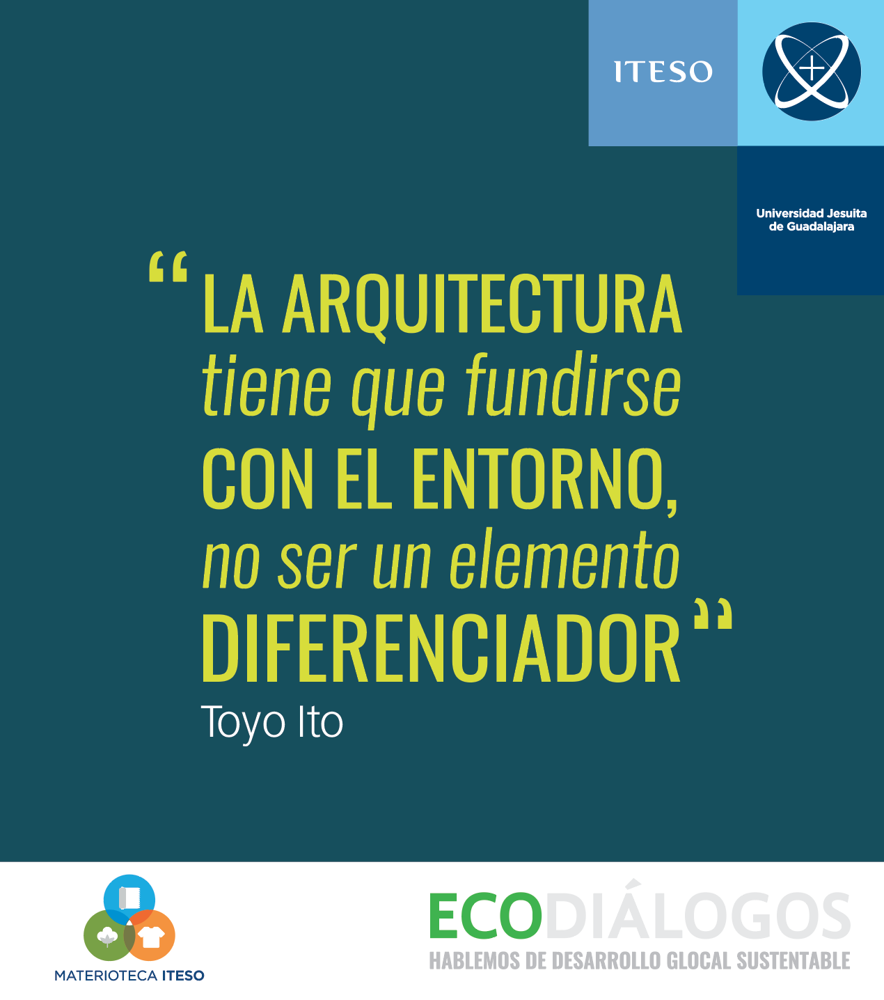 ITESO
Universidad Jesuita
de Guadalajara
“LA ARQUITECTURA
tiene que fundirse
CON EL ENTORNO,
no ser un elemento
DIFERENCIADOR”
Toyo Ito
MATERIOTECA ITESO
ECODIÁLOGOS
HABLEMOS DE DESARROLLO GLOCAL SUSTENTABLE